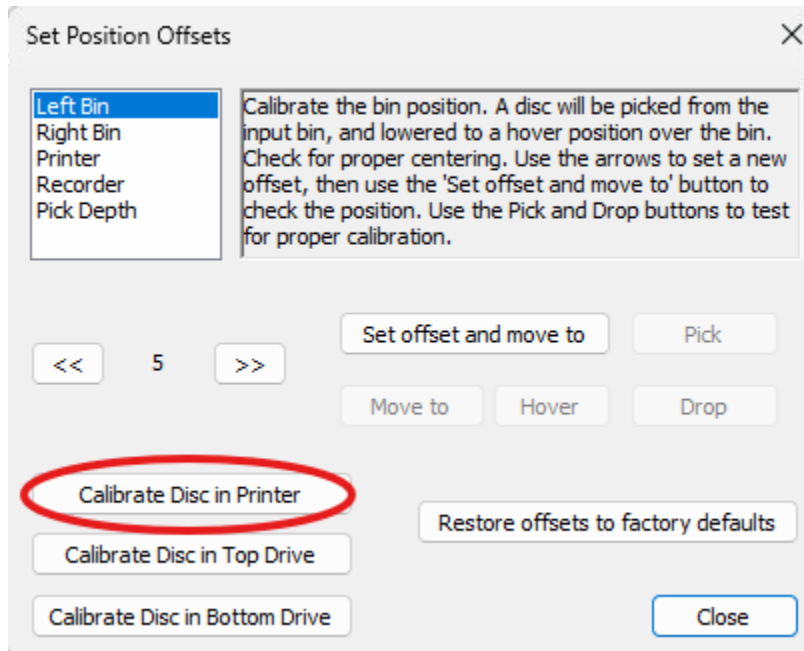 Set Position Offsets
Left Bin
Right Bin
Printer
Recorder
Pick Depth
Calibrate the bin position. A disc will be picked from the
input bin, and lowered to a hover position over the bin.
Check for proper centering. Use the arrows to set a new
offset, then use the 'Set offset and move to' button to
check the position. Use the Pick and Drop buttons to test
for proper calibration.
<< 5 >>
Set offset and move to
Pick
Move to
Hover
Drop
Calibrate Disc in Printer
Calibrate Disc in Top Drive
Calibrate Disc in Bottom Drive
Restore offsets to factory defaults
Close